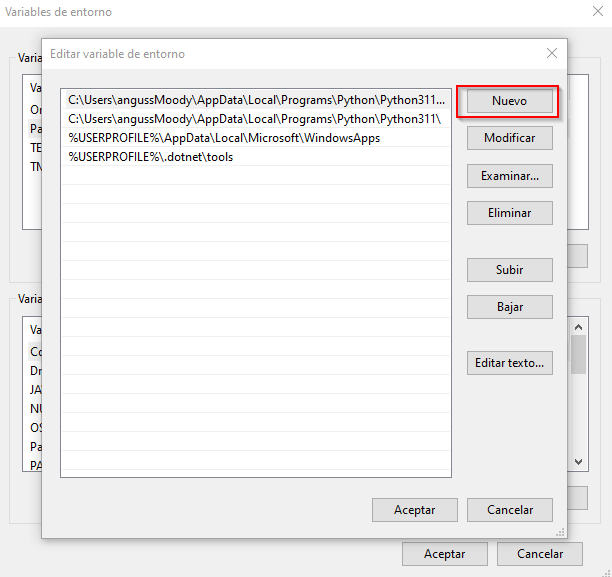 Variables de entorno
Editar variable de entorno
Varia
Va
On
Pa
TE
TN
C:\Users\angussMoody\AppData\Local\Programs\Python\Python311...
C:\Users\angussMoody\AppData\Local\Programs\Python\Python311\
%USERPROFILE%\AppData\Local\Microsoft\WindowsApps
%USERPROFILE%\.dotnet\tools
Nuevo
Modificar
Examinar...
Eliminar
Subir
Bajar
Editar texto...
Varia
Va
Co
Dr
JA
NU
OS
Pa
PA
Aceptar
Cancelar
Aceptar
Cancelar